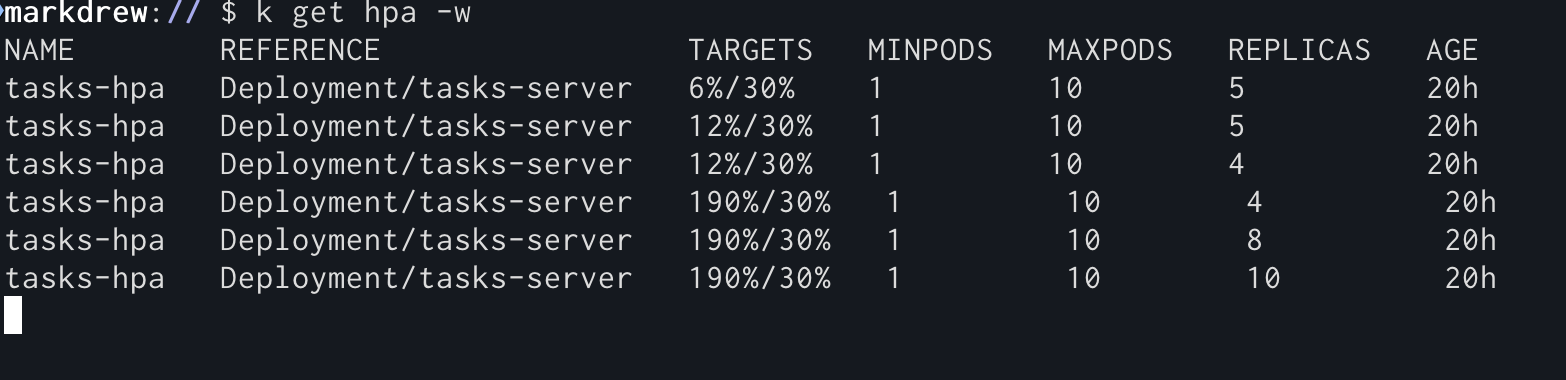 markdrew:// $ k get hpa -w
NAME REFERENCE TARGETS MINPODS MAXPODS REPLICAS AGE
tasks-hpa Deployment/tasks-server 6%/30% 1 10 5 20h
tasks-hpa Deployment/tasks-server 12%/30% 1 10 5 20h
tasks-hpa Deployment/tasks-server 12%/30% 1 10 4 20h
tasks-hpa Deployment/tasks-server 190%/30% 1 10 4 20h
tasks-hpa Deployment/tasks-server 190%/30% 1 10 8 20h
tasks-hpa Deployment/tasks-server 190%/30% 1 10 10 20h